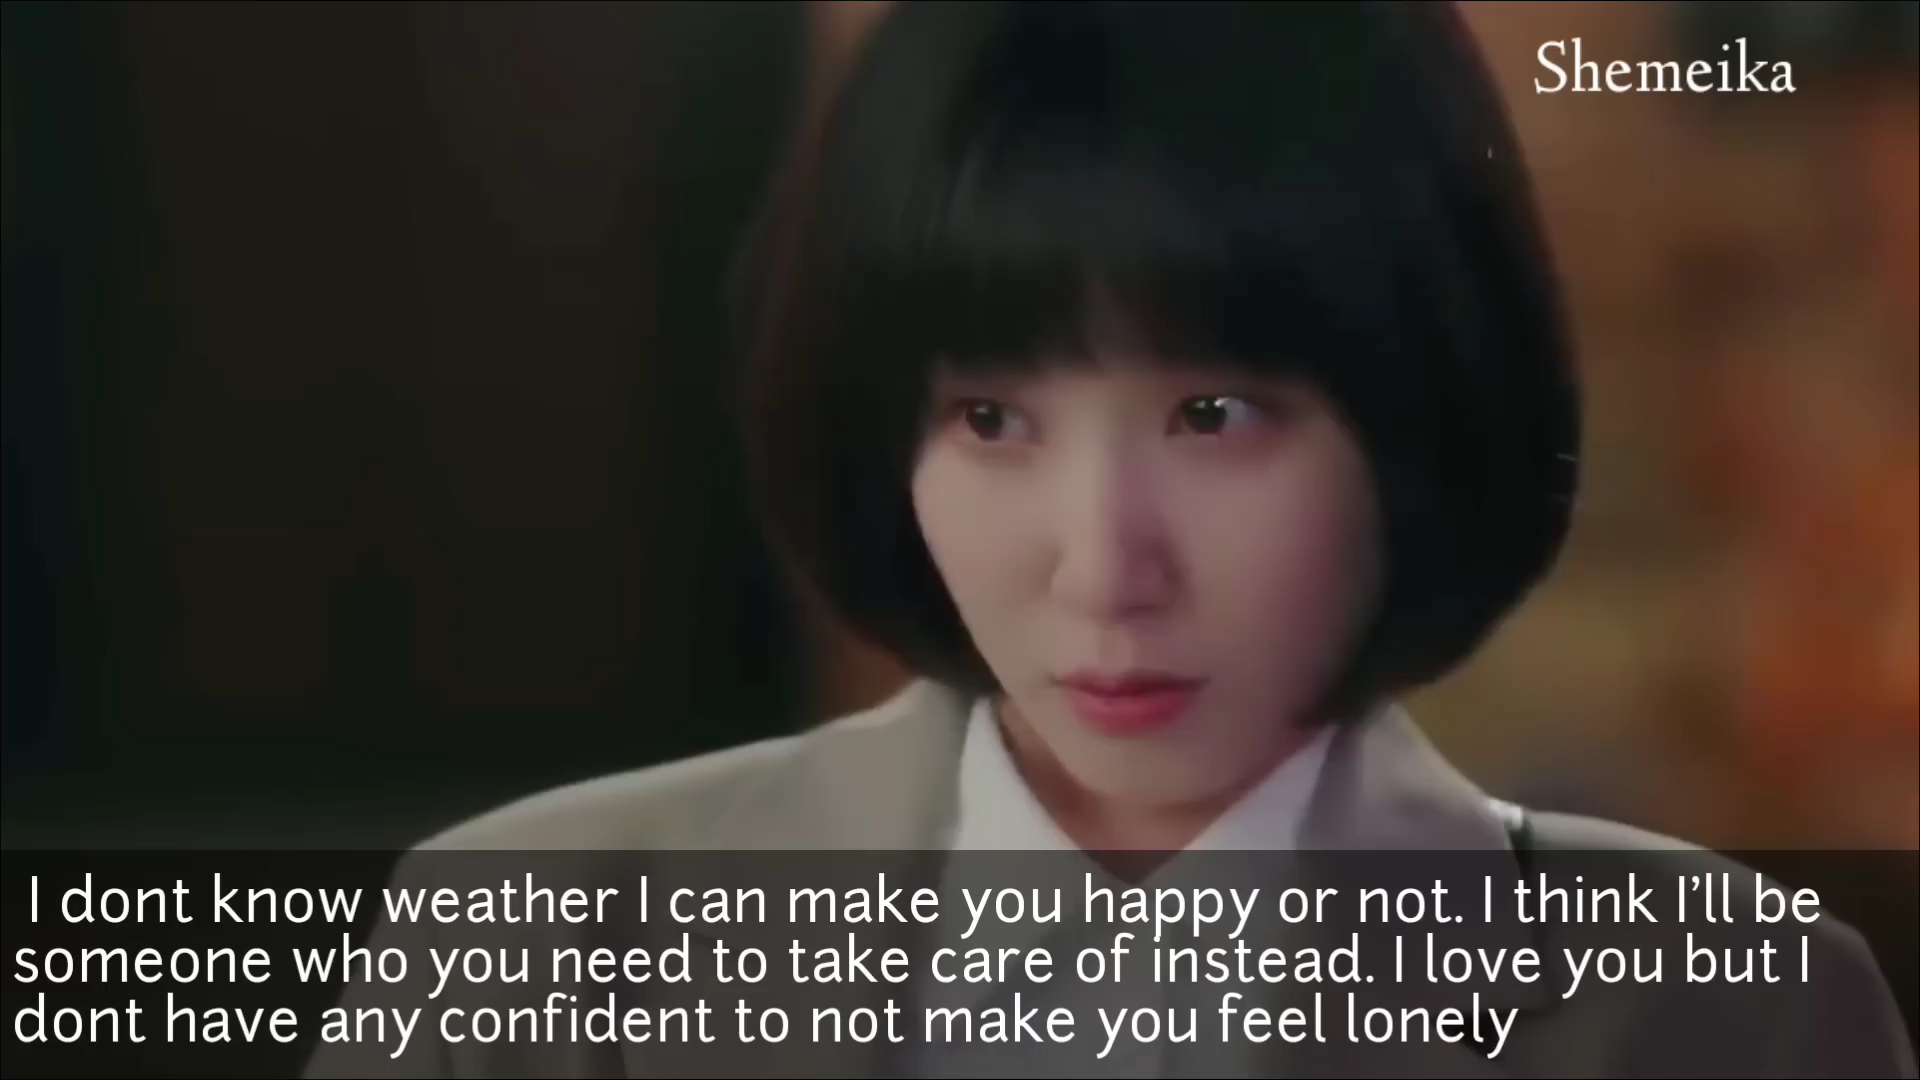 Shemeika
I dont know weather I can make you happy or not. I think I'll be
someone who you need to take care of instead. I love you but I
dont have any confident to not make you feel lonely